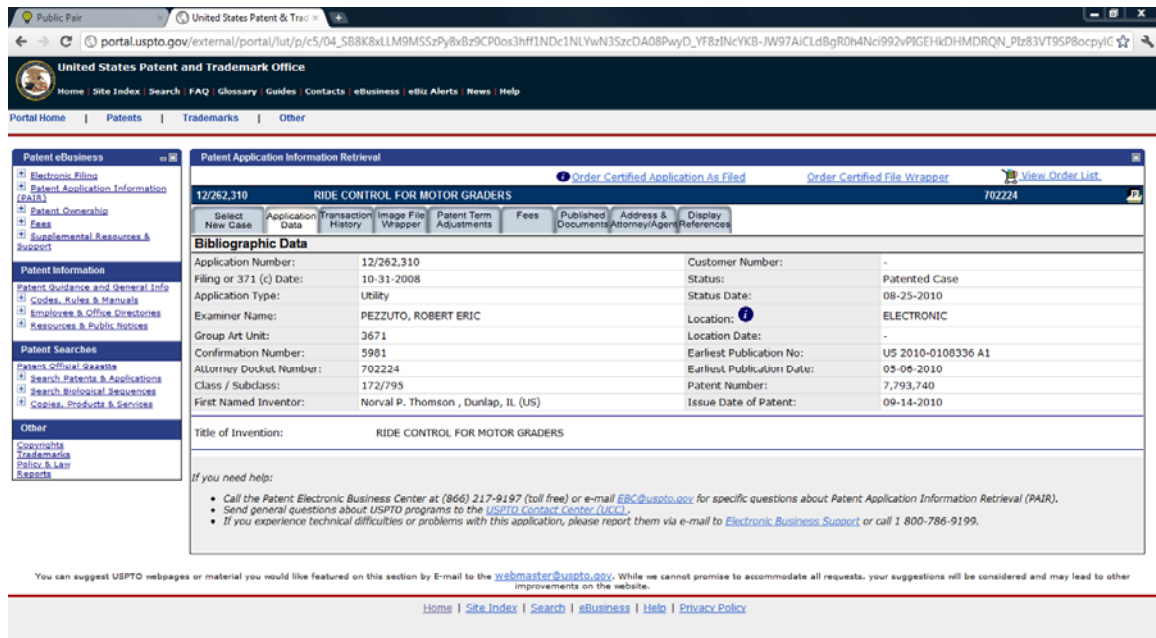 Public Pair
United States Patent & Trad
portal.uspto.gov/external/portal/lut/p/c5/
United States Patent and Trademark Office
Home | Site Index | Search | FAQ | Glossary | Guides | Contacts | eBusiness | eBiz Alerts | News | Help
Portal Home | Patents | Trademarks | Other
Patent eBusiness
Electronic Filing
Patent Application Information
(PAIR)
Patent Ownership
Fees
Supplemental Resources &
Support
Patent Information
Patent Guidance and General Info
Codes, Rules & Manuals
Employee & Office Directories
Resources & Public Notices
Patent Searches
Patent Official Gazette
Search Patents & Applications
Search Biological Sequences
Copies, Products & Services
Other
Copyrights
Trademarks
Policy & Law
Reports
Patent Application Information Retrieval
Order Certified Application As Filed Order Certified File Wrapper View Order List
12/262,310 RIDE CONTROL FOR MOTOR GRADERS 702224
Select New Case
Application Data
Transaction History
Image File Wrapper
Patent Term Adjustments
Fees
Published Documents
Address & Attorney/Agent
Display References
Bibliographic Data
Application Number: 12/262,310 Customer Number: -
Filing or 371 (c) Date: 10-31-2008 Status: Patented Case
Application Type: Utility Status Date: 08-25-2010
Examiner Name: PEZZUTO, ROBERT ERIC Location: ELECTRONIC
Group Art Unit: 3671 Location Date: -
Confirmation Number: 5981 Earliest Publication No: US 2010-0108336 A1
Attorney Docket Number: 702224 Earliest Publication Date: 05-06-2010
Class / Subclass: 172/795 Patent Number: 7,793,740
First Named Inventor: Norval P. Thomson , Dunlap, IL (US) Issue Date of Patent: 09-14-2010
Title of Invention: RIDE CONTROL FOR MOTOR GRADERS
If you need help:
• Call the Patent Electronic Business Center at (866) 217-9197 (toll free) or e-mail EBC@uspto.gov for specific questions about Patent Application Information Retrieval (PAIR).
• Send general questions about USPTO programs to the USPTO Contact Center (UCC) .
• If you experience technical difficulties or problems with this application, please report them via e-mail to Electronic Business Support or call 1 800-786-9199.
You can suggest USPTO webpages or material you would like featured on this section by E-mail to the webmaster@uspto.gov. While we cannot promise to accommodate all requests, your suggestions will be considered and may lead to other
improvements on the website.
Home | Site Index | Search | eBusiness | Help | Privacy Policy